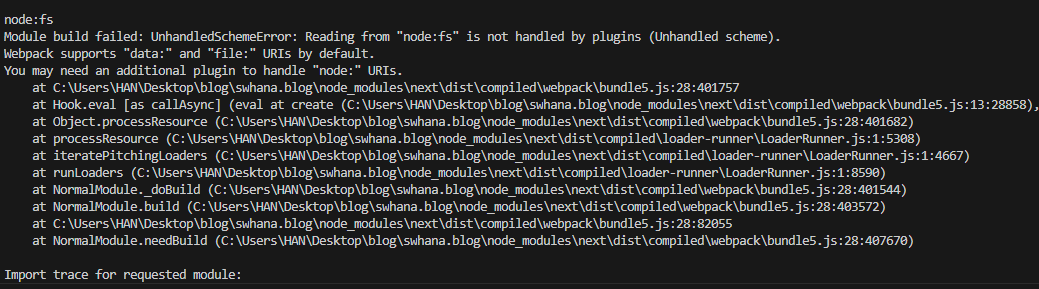 node:fs
Module build failed: UnhandledSchemeError: Reading from "node:fs" is not handled by plugins (Unhandled scheme).
Webpack supports "data:" and "file:" URIs by default.
You may need an additional plugin to handle "node:" URIs.
    at C:\Users\HAN\Desktop\blog\swhana.blog\node_modules\next\dist\compiled\webpack\bundle5.js:28:401757
    at Hook.eval [as callAsync] (eval at create (C:\Users\HAN\Desktop\blog\swhana.blog\node_modules\next\dist\compiled\webpack\bundle5.js:13:28858),
    at Object.processResource (C:\Users\HAN\Desktop\blog\swhana.blog\node_modules\next\dist\compiled\webpack\bundle5.js:28:401682)
    at processResource (C:\Users\HAN\Desktop\blog\swhana.blog\node_modules\next\dist\compiled\loader-runner\LoaderRunner.js:1:5308)
    at iteratePitchingLoaders (C:\Users\HAN\Desktop\blog\swhana.blog\node_modules\next\dist\compiled\loader-runner\LoaderRunner.js:1:4667)
    at runLoaders (C:\Users\HAN\Desktop\blog\swhana.blog\node_modules\next\dist\compiled\loader-runner\LoaderRunner.js:1:8590)
    at NormalModule._doBuild (C:\Users\HAN\Desktop\blog\swhana.blog\node_modules\next\dist\compiled\webpack\bundle5.js:28:401544)
    at NormalModule.build (C:\Users\HAN\Desktop\blog\swhana.blog\node_modules\next\dist\compiled\webpack\bundle5.js:28:403572)
    at C:\Users\HAN\Desktop\blog\swhana.blog\node_modules\next\dist\compiled\webpack\bundle5.js:28:82055
    at NormalModule.needBuild (C:\Users\HAN\Desktop\blog\swhana.blog\node_modules\next\dist\compiled\webpack\bundle5.js:28:407670)
Import trace for requested module: